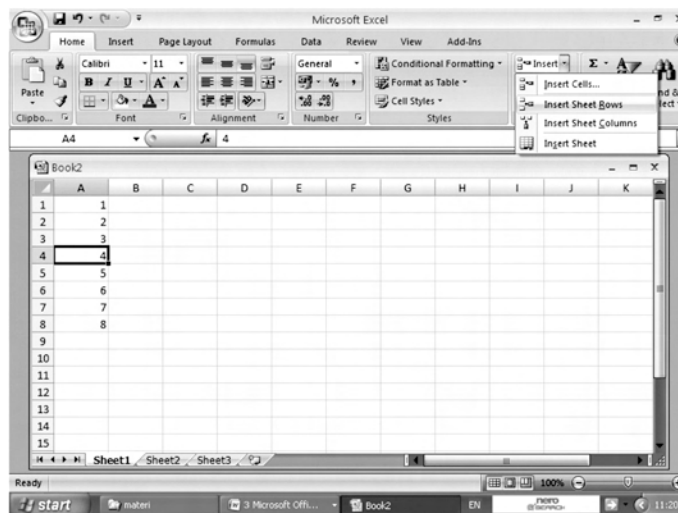 Microsoft Excel
Home Insert Page Layout Formulas Data Review View Add-Ins
Calibri 11 General Conditional Formatting Insert Σ
Paste B I U A A % Format as Table Insert Cells...
Cell Styles Insert Sheet Rows
Clipbo... Font Alignment Number Styles Insert Sheet Columns
A4 fx 4 Insert Sheet
Book2
A B C D E F G H I J K
1 1
2 2
3 3
4 4
5 5
6 6
7 7
8 8
9
10
11
12
13
14
15
Sheet1 Sheet2 Sheet3
Ready 100%
start materi 3 Microsoft Offi... Book2 EN nero 11:20